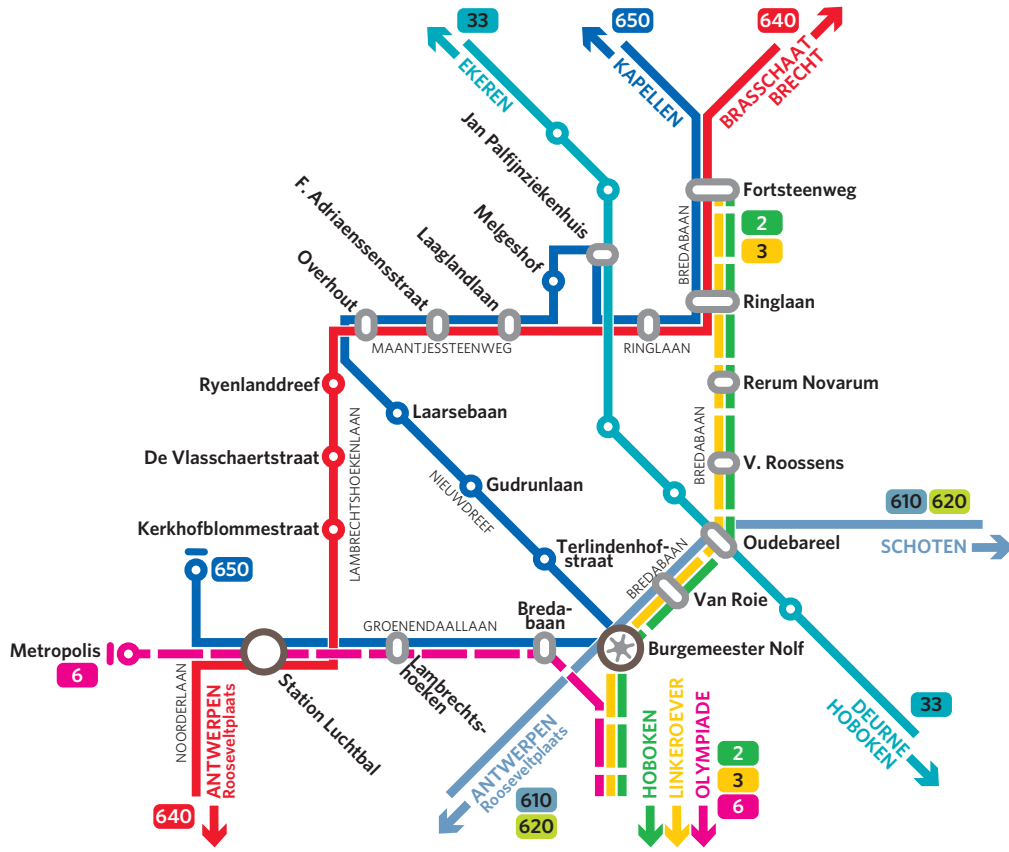 33
650
640
EKEREN
KAPELLEN
BRASSCHAAT
BRECHT
Jan Palfijnziekenhuis
Fortsteenweg
F. Adriaenssensstraat
Melgeshof
BREDABAAN
2
3
Laaglandlaan
Overhout
Ringlaan
MAANTJESSTEENWEG
RINGLAAN
Ryenlanddreef
Rerum Novarum
Laarsebaan
LAMBRECHTSHOEKENLAAN
BREDABAAN
De Vlasschaertstraat
V. Roossens
Gudrunlaan
NIEUWDREEF
610
620
Kerkhofblommestraat
Oudebareel
SCHOTEN
Terlindenhof-
straat
BREDABAAN
650
Van Roie
Breda-
baan
GROENENDAALLAAN
Metropolis
6
Burgemeester Nolf
Lambrechts-
hoeken
Station Luchtbal
NOORDERLAAN
ANTWERPEN
Rooseveltplaats
640
ANTWERPEN
Rooseveltplaats
610
620
HOBOKEN
LINKEROEVER
OLYMPIADE
2
3
6
DEURNE
HOBOKEN
33